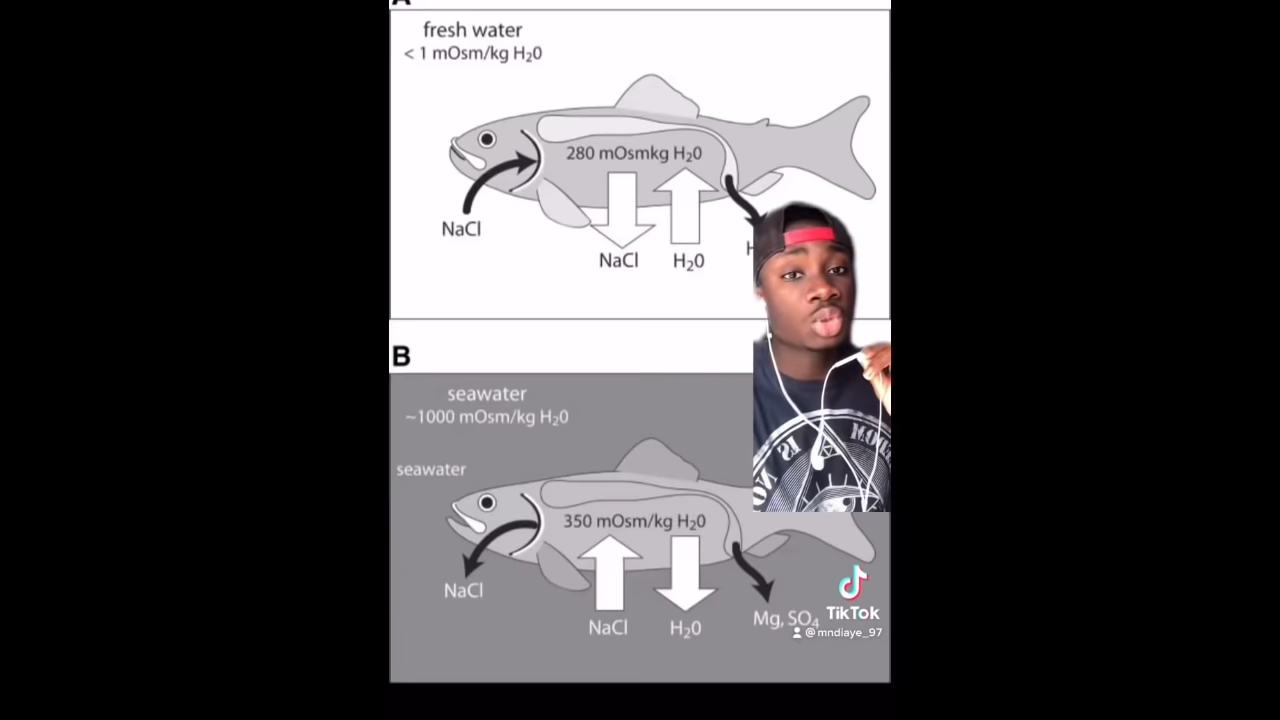 A
fresh water
< 1 mOsm/kg H₂0
280 mOsmkg H₂0
NaCl
NaCl
H₂0
H
B
seawater
~1000 mOsm/kg H₂0
seawater
350 mOsm/kg H₂0
NaCl
NaCl
H₂0
Mg, SO₄
TikTok
@mndiaye_97